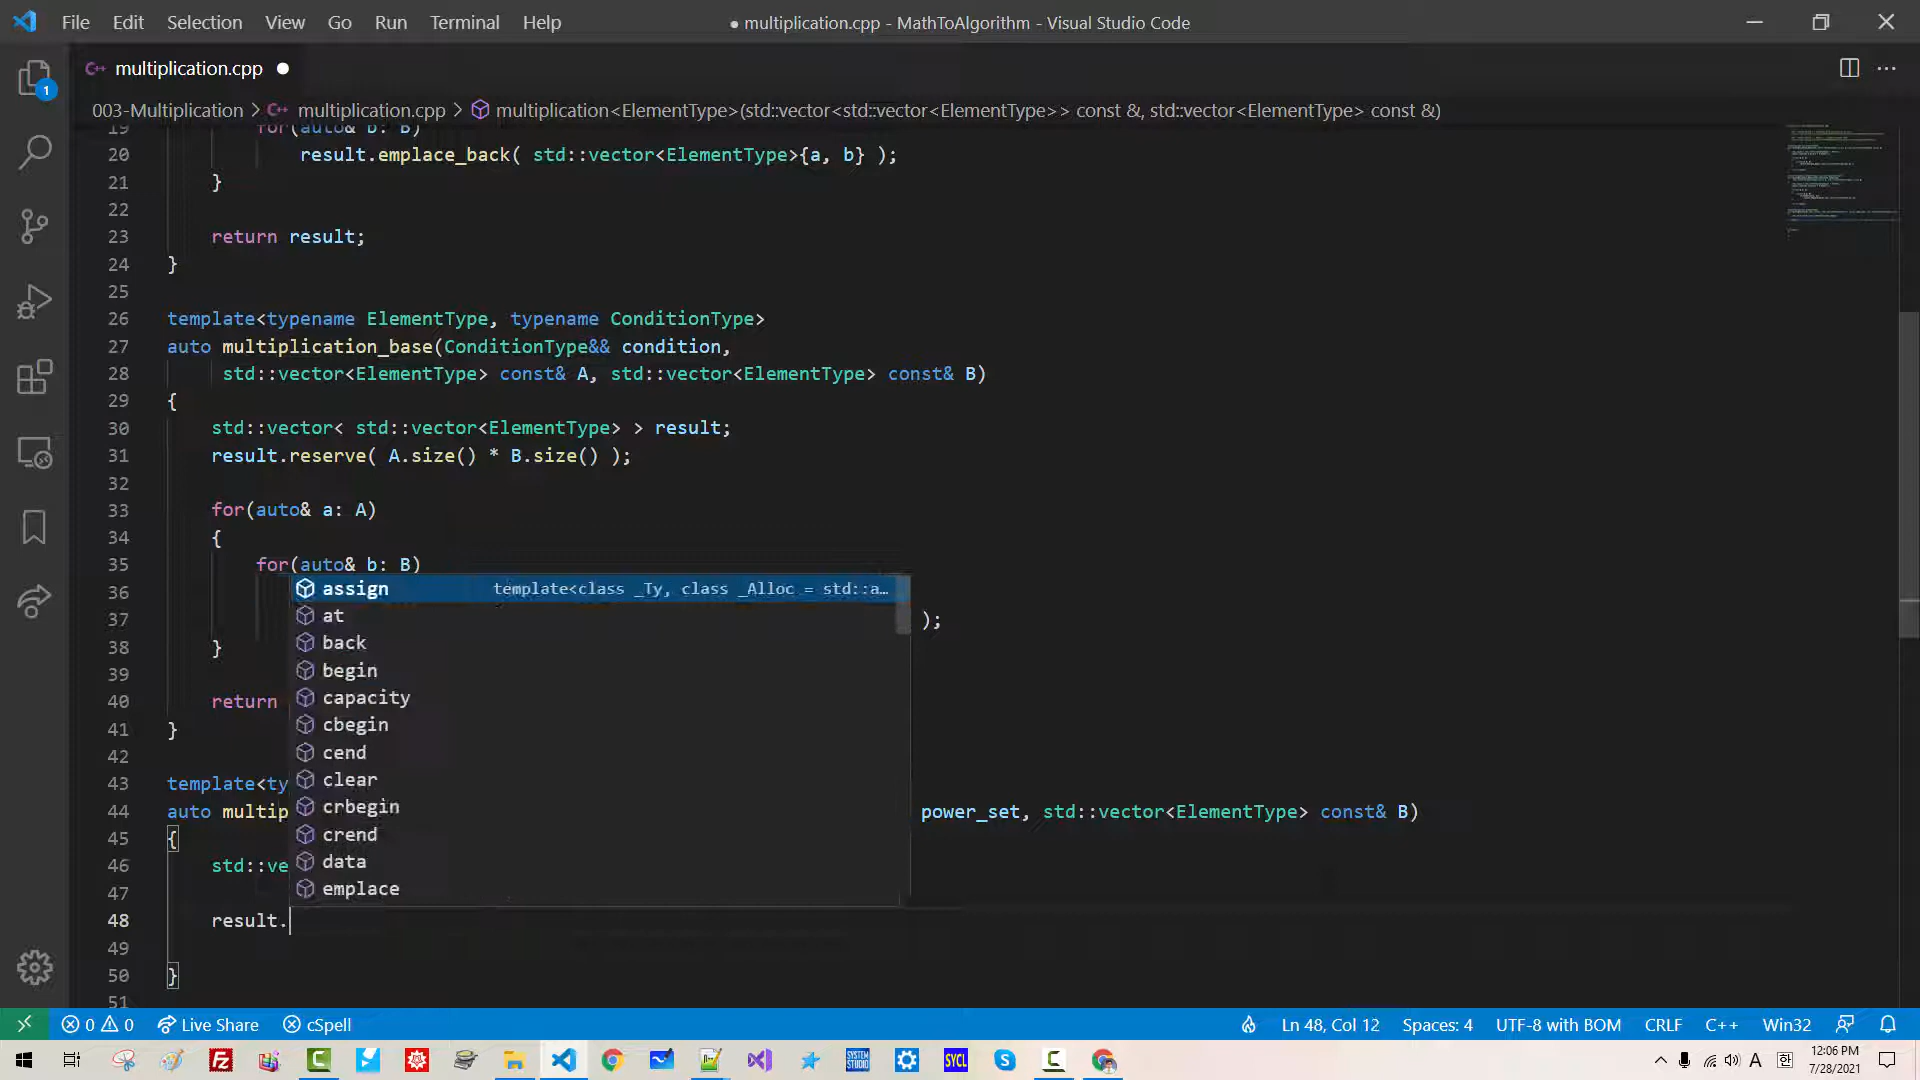 File Edit Selection View Go Run Terminal Help
● multiplication.cpp - MathToAlgorithm - Visual Studio Code
multiplication.cpp
003-Multiplication > multiplication.cpp > multiplication<ElementType>(std::vector<std::vector<ElementType>> const &, std::vector<ElementType> const &)
19 for(auto& b: B)
20 result.emplace_back( std::vector<ElementType>{a, b} );
21 }
22
23 return result;
24 }
25
26 template<typename ElementType, typename ConditionType>
27 auto multiplication_base(ConditionType&& condition,
28 std::vector<ElementType> const& A, std::vector<ElementType> const& B)
29 {
30 std::vector< std::vector<ElementType> > result;
31 result.reserve( A.size() * B.size() );
32
33 for(auto& a: A)
34 {
35 for(auto& b: B)
36
37 );
38 }
39
40 return
41 }
42
43 template<ty
44 auto multip power_set, std::vector<ElementType> const& B)
45 {
46 std::ve
47
48 result.
49
50 }
51
assign template<class _Ty, class _Alloc = std::a…
at
back
begin
capacity
cbegin
cend
clear
crbegin
crend
data
emplace
1
0 0 Live Share cSpell
Ln 48, Col 12 Spaces: 4 UTF-8 with BOM CRLF C++ Win32
SYSTEM STUDIO
SYCL
A 한
12:06 PM
7/28/2021